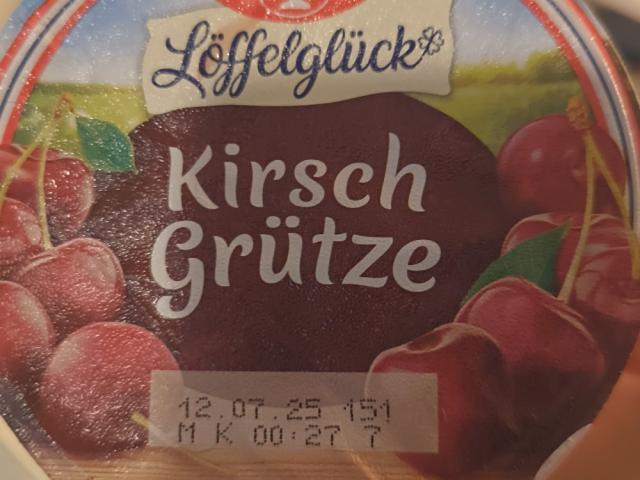 Löffelglück
Kirsch
Grütze
12.07.25 151
M K 00:27 7